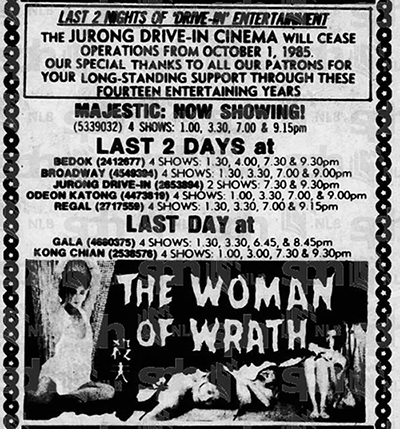 LAST 2 NIGHTS OF 'DRIVE-IN' ENTERTAINMENT
THE JURONG DRIVE-IN CINEMA WILL CEASE
OPERATIONS FROM OCTOBER 1, 1985.
OUR SPECIAL THANKS TO ALL OUR PATRONS FOR
YOUR LONG-STANDING SUPPORT THROUGH THESE
FOURTEEN ENTERTAINING YEARS
MAJESTIC: NOW SHOWING!
(5339032) 4 SHOWS: 1.00, 3.30, 7.00 & 9.15pm
LAST 2 DAYS at
BEDOK (2412677) 4 SHOWS: 1.30, 4.00, 7.30 & 9.30pm
BROADWAY (4549394) 4 SHOWS: 1.30, 3.30, 7.00 & 9.00pm
JURONG DRIVE-IN (2653894) 2 SHOWS: 7.30 & 9.30pm
ODEON KATONG (4473619) 4 SHOWS: 1.00, 3.30, 7.00, & 9.00pm
REGAL (2717559) 4 SHOWS: 1.30, 3.30, 7.00 & 9.15pm
LAST DAY at
GALA (4680375) 4 SHOWS: 1.30, 3.30, 6.45, & 8.45pm
KONG CHIAN (2538576) 4 SHOWS: 1.00, 3.00, 7.30 & 9.30pm
THE WOMAN
OF WRATH